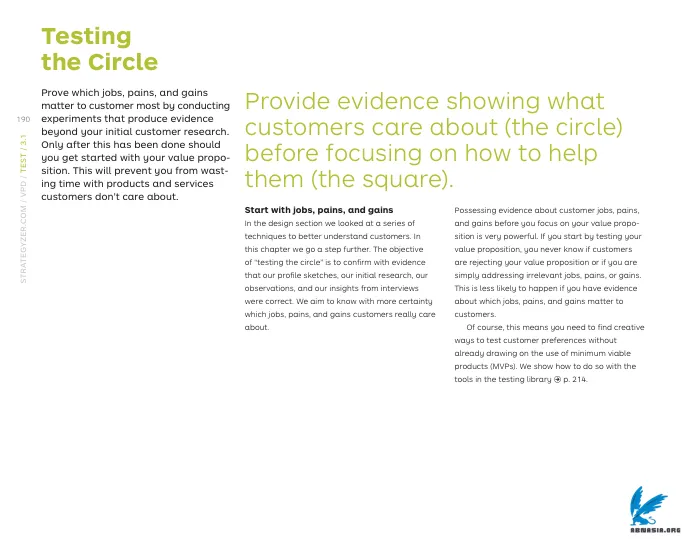 Testing
the Circle
Prove which jobs, pains, and gains
matter to customer most by conducting
experiments that produce evidence
beyond your initial customer research.
Only after this has been done should
you get started with your value propo-
sition. This will prevent you from wast-
ing time with products and services
customers don't care about.
190
STRATEGYZER.COM / VPD / TEST / 3.1
Provide evidence showing what
customers care about (the circle)
before focusing on how to help
them (the square).
Start with jobs, pains, and gains
In the design section we looked at a series of
techniques to better understand customers. In
this chapter we go a step further. The objective
of “testing the circle” is to confirm with evidence
that our profile sketches, our initial research, our
observations, and our insights from interviews
were correct. We aim to know with more certainty
which jobs, pains, and gains customers really care
about.
Possessing evidence about customer jobs, pains,
and gains before you focus on your value propo-
sition is very powerful. If you start by testing your
value proposition, you never know if customers
are rejecting your value proposition or if you are
simply addressing irrelevant jobs, pains, or gains.
This is less likely to happen if you have evidence
about which jobs, pains, and gains matter to
customers.
Of course, this means you need to find creative
ways to test customer preferences without
already drawing on the use of minimum viable
products (MVPs). We show how to do so with the
tools in the testing library → p. 214.
ABNASIA.ORG